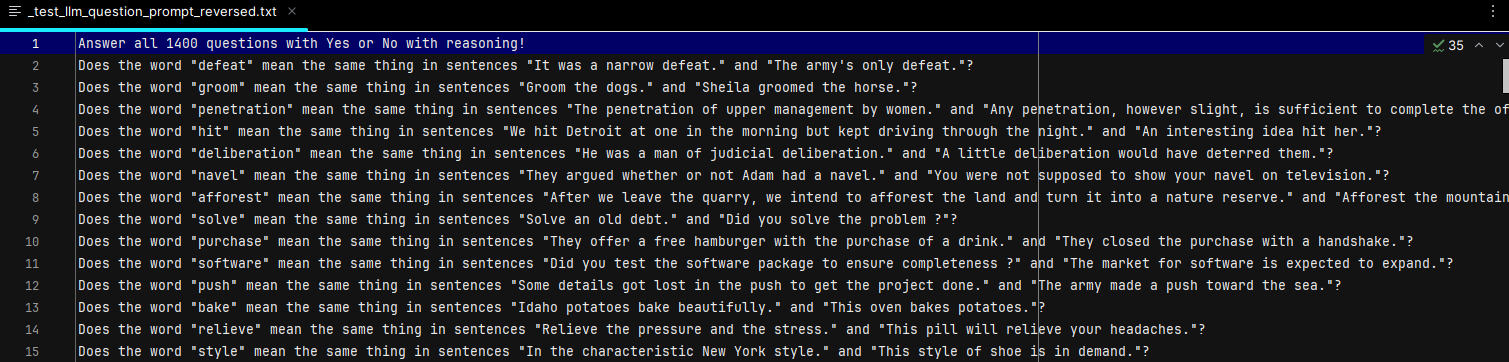 _test_llm_question_prompt_reversed.txt
35
1 Answer all 1400 questions with Yes or No with reasoning!
2 Does the word "defeat" mean the same thing in sentences "It was a narrow defeat." and "The army's only defeat."?
3 Does the word "groom" mean the same thing in sentences "Groom the dogs." and "Sheila groomed the horse."?
4 Does the word "penetration" mean the same thing in sentences "The penetration of upper management by women." and "Any penetration, however slight, is sufficient to complete the of
5 Does the word "hit" mean the same thing in sentences "We hit Detroit at one in the morning but kept driving through the night." and "An interesting idea hit her."?
6 Does the word "deliberation" mean the same thing in sentences "He was a man of judicial deliberation." and "A little deliberation would have deterred them."?
7 Does the word "navel" mean the same thing in sentences "They argued whether or not Adam had a navel." and "You were not supposed to show your navel on television."?
8 Does the word "afforest" mean the same thing in sentences "After we leave the quarry, we intend to afforest the land and turn it into a nature reserve." and "Afforest the mountain
9 Does the word "solve" mean the same thing in sentences "Solve an old debt." and "Did you solve the problem ?"?
10 Does the word "purchase" mean the same thing in sentences "They offer a free hamburger with the purchase of a drink." and "They closed the purchase with a handshake."?
11 Does the word "software" mean the same thing in sentences "Did you test the software package to ensure completeness ?" and "The market for software is expected to expand."?
12 Does the word "push" mean the same thing in sentences "Some details got lost in the push to get the project done." and "The army made a push toward the sea."?
13 Does the word "bake" mean the same thing in sentences "Idaho potatoes bake beautifully." and "This oven bakes potatoes."?
14 Does the word "relieve" mean the same thing in sentences "Relieve the pressure and the stress." and "This pill will relieve your headaches."?
15 Does the word "style" mean the same thing in sentences "In the characteristic New York style." and "This style of shoe is in demand."?